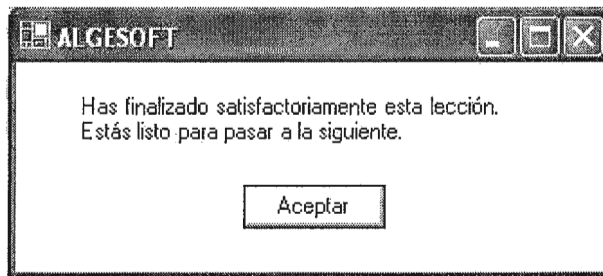 ALGESOFT
Has finalizado satisfactoriamente esta lección.
Estás listo para pasar a la siguiente.
Aceptar